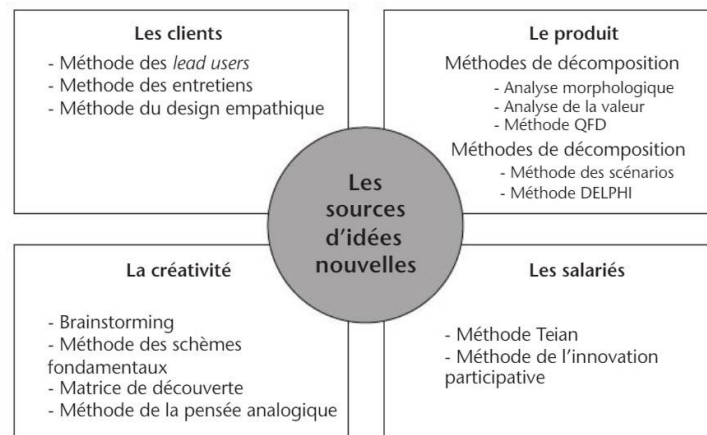 Les clients
- Méthode des lead users
- Methode des entretiens
- Méthode du design empathique
Le produit
Méthodes de décomposition
- Analyse morphologique
- Analyse de la valeur
- Méthode QFD
Méthodes de décomposition
- Méthode des scénarios
- Méthode DELPHI
Les
sources
d'idées
nouvelles
La créativité
- Brainstorming
- Méthode des schèmes
fondamentaux
- Matrice de découverte
- Méthode de la pensée analogique
Les salariés
- Méthode Teian
- Méthode de l'innovation
participative